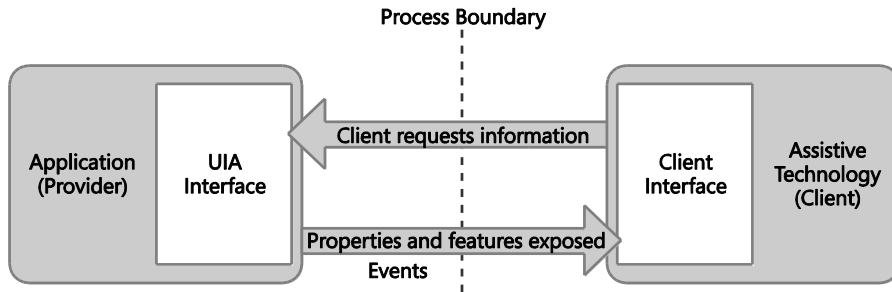 Process Boundary
Application
(Provider)
UIA
Interface
Client requests information
Client
Interface
Assistive
Technology
(Client)
Properties and features exposed
Events